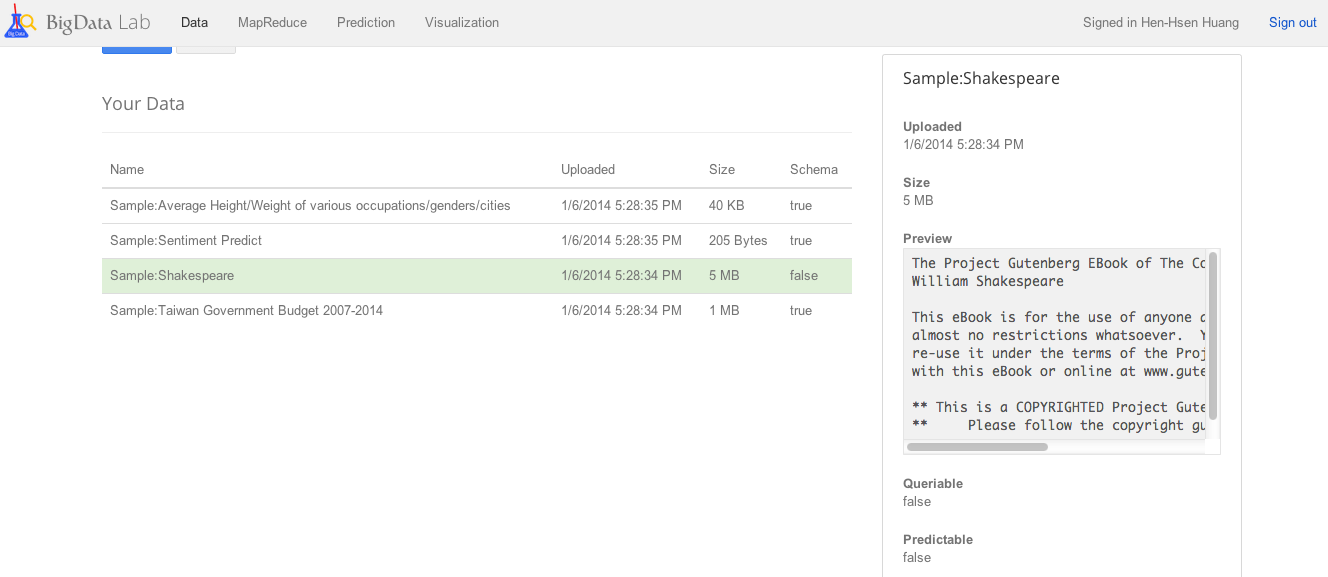 BigData Lab Data MapReduce Prediction Visualization Signed in Hen-Hsen Huang Sign out
Your Data
Name Uploaded Size Schema
Sample:Average Height/Weight of various occupations/genders/cities 1/6/2014 5:28:35 PM 40 KB true
Sample:Sentiment Predict 1/6/2014 5:28:35 PM 205 Bytes true
Sample:Shakespeare 1/6/2014 5:28:34 PM 5 MB false
Sample:Taiwan Government Budget 2007-2014 1/6/2014 5:28:34 PM 1 MB true
Sample:Shakespeare
Uploaded
1/6/2014 5:28:34 PM
Size
5 MB
Preview
The Project Gutenberg EBook of The Co
William Shakespeare
This eBook is for the use of anyone a
almost no restrictions whatsoever. Y
re-use it under the terms of the Proj
with this eBook or online at www.gute
** This is a COPYRIGHTED Project Gute
** Please follow the copyright gu
Queriable
false
Predictable
false